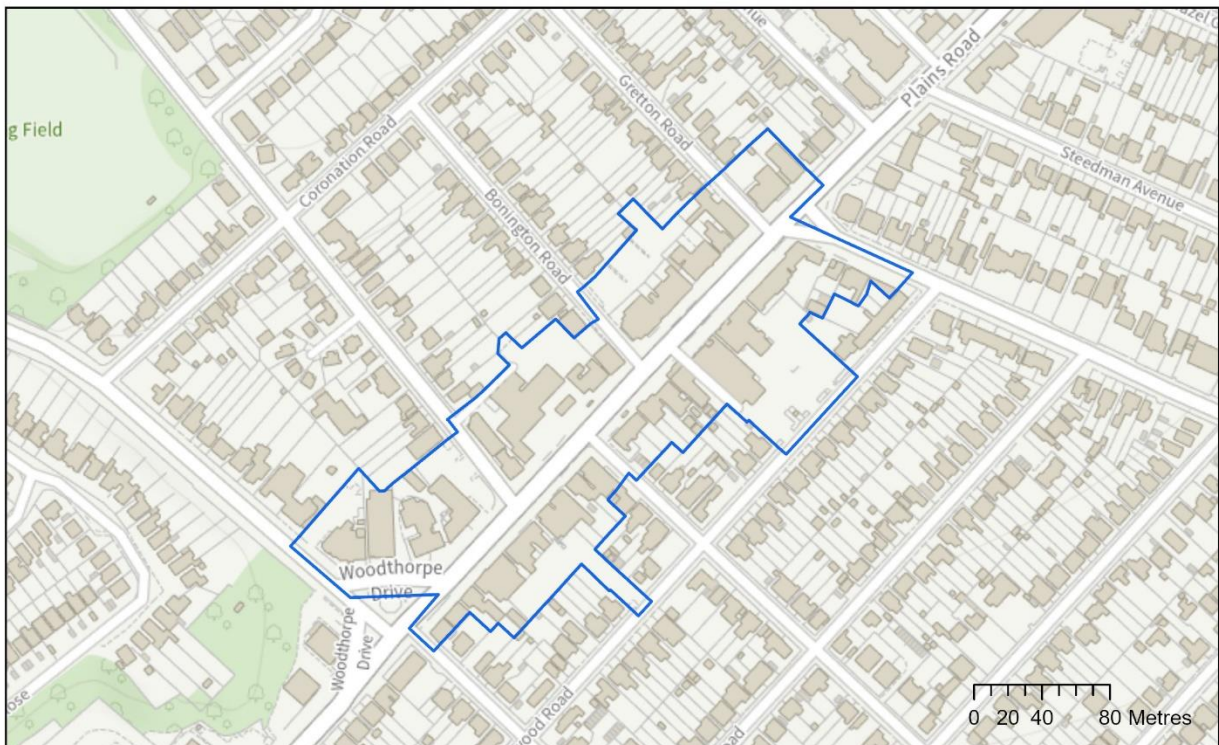 Plains Road
Gretton Road
g Field
Coronation Road
Steedman Avenue
Bonington Road
Woodthorpe
Drive
Woodthorpe
Drive
ood Road
Road
0 20 40 80 Metres